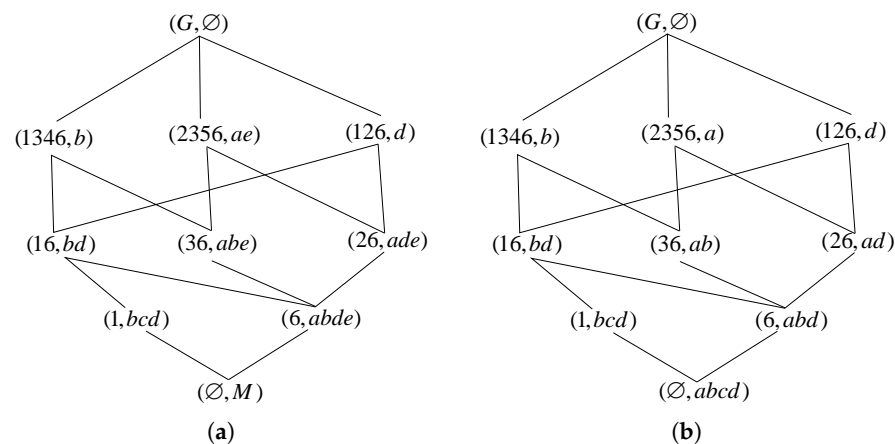 (G,∅) (G,∅)
(1346,b) (2356,ae) (126,d) (1346,b) (2356,a) (126,d)
(16,bd) (36,abe) (26,ade) (16,bd) (36,ab) (26,ad)
(1,bcd) (6,abde) (1,bcd) (6,abd)
(∅,M) (∅,abcd)
(a) (b)